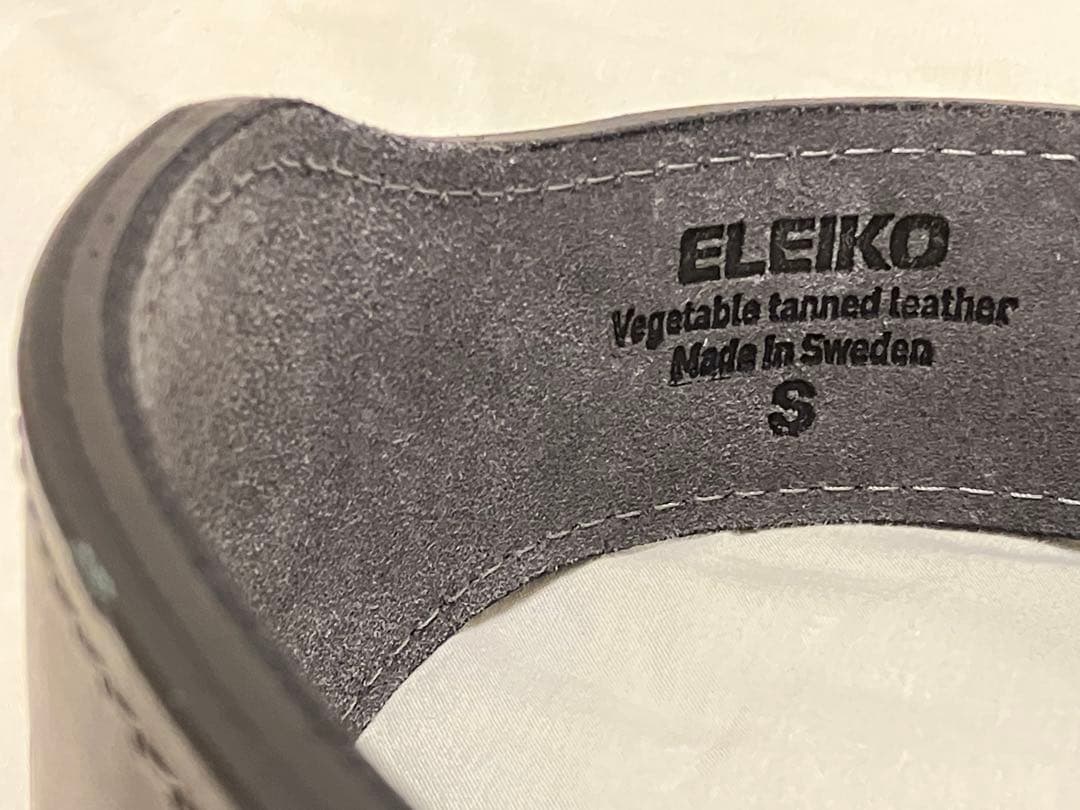 ELEIKO
Vegetable tanned leather
Made in Sweden
S